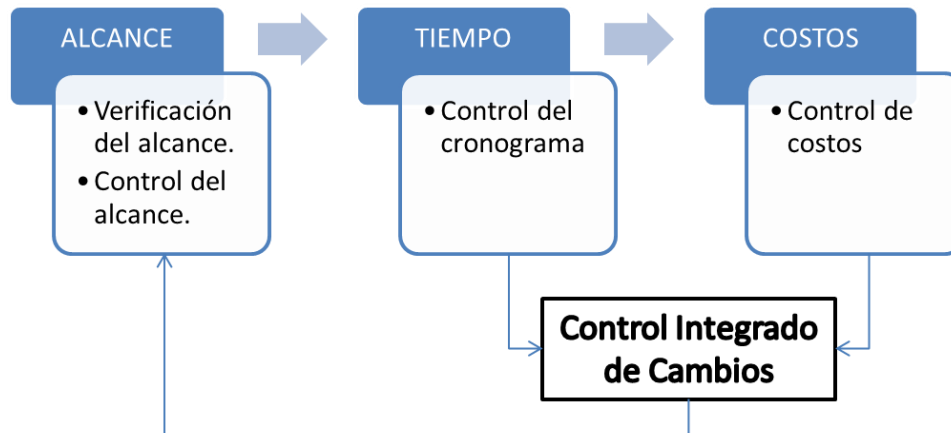 ALCANCE
• Verificación
del alcance.
• Control del
alcance.
TIEMPO
• Control del
cronograma
COSTOS
• Control de
costos
Control Integrado
de Cambios